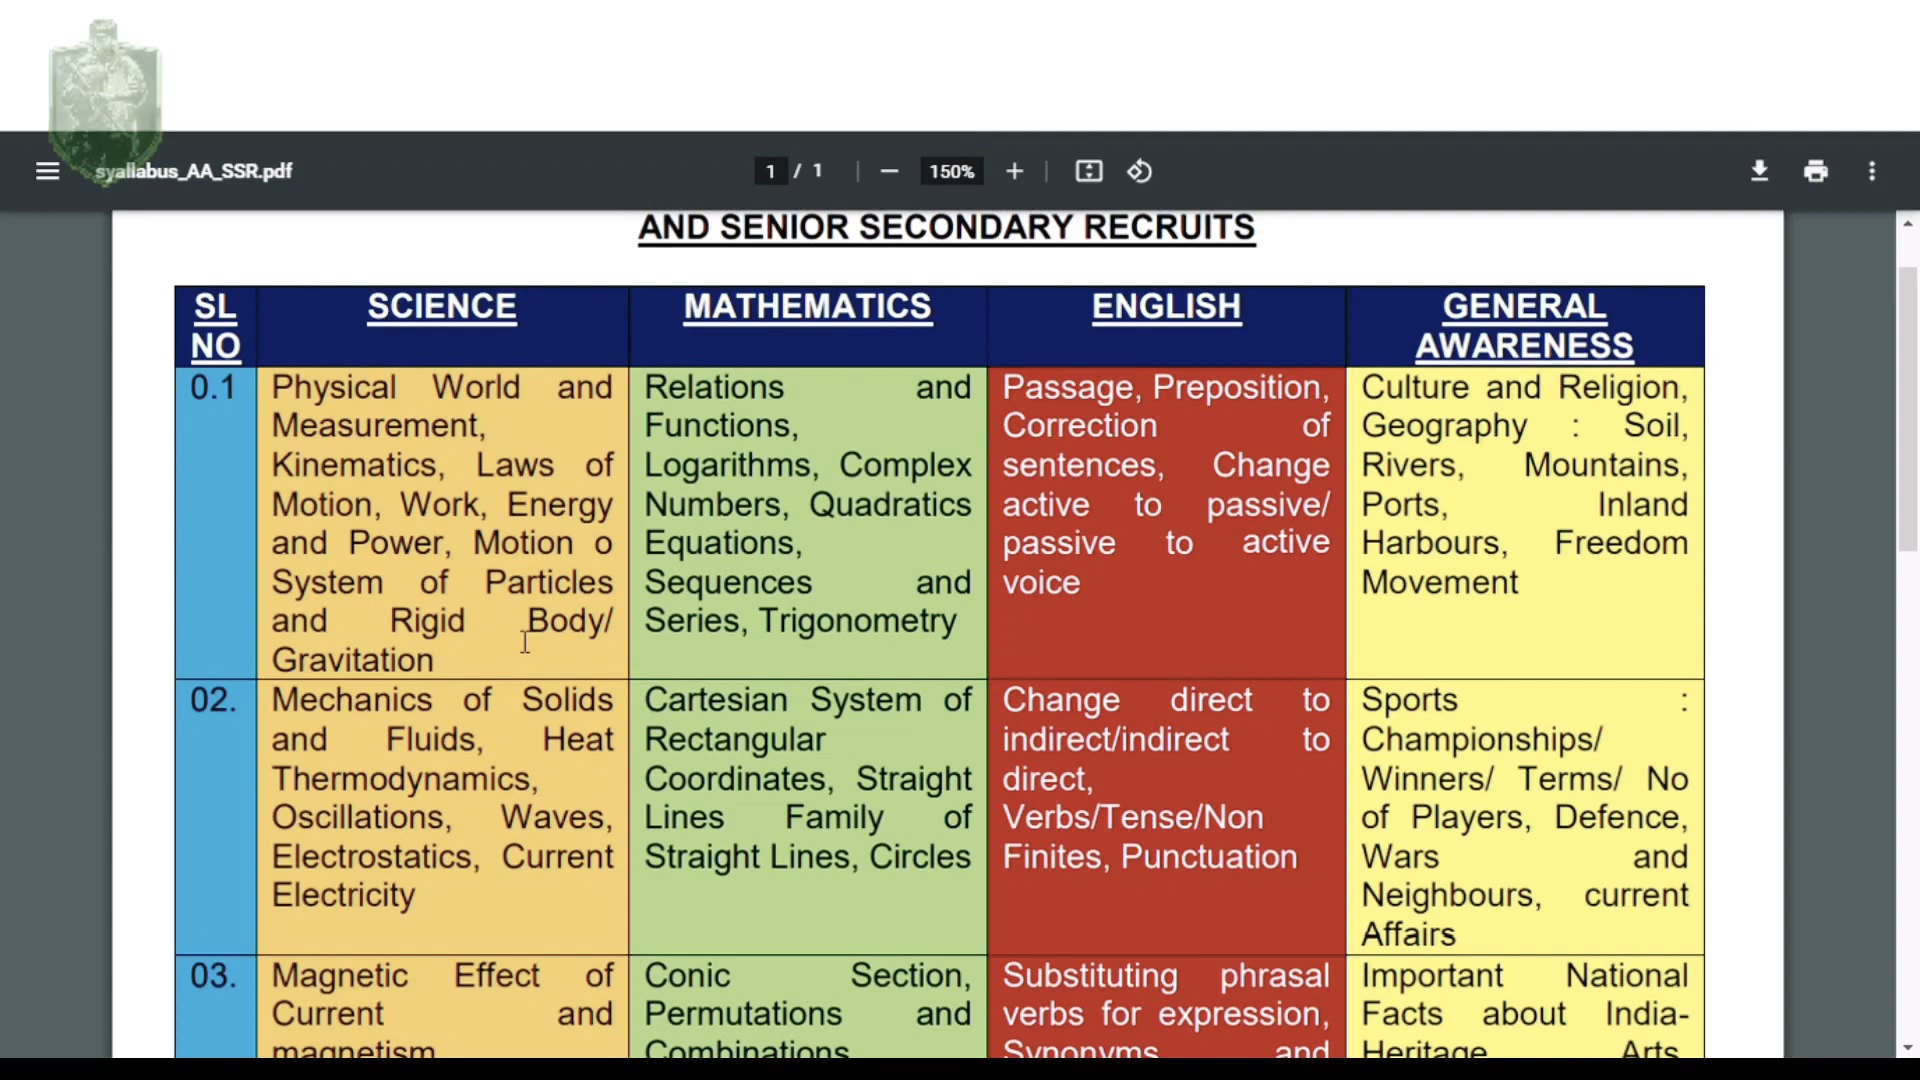 syallabus_AA_SSR.pdf
1 / 1
150%
AND SENIOR SECONDARY RECRUITS
SL NO
SCIENCE
MATHEMATICS
ENGLISH
GENERAL AWARENESS
0.1
Physical World and
Measurement,
Kinematics, Laws of
Motion, Work, Energy
and Power, Motion o
System of Particles
and Rigid Body/
Gravitation
Relations and
Functions,
Logarithms, Complex
Numbers, Quadratics
Equations,
Sequences and
Series, Trigonometry
Passage, Preposition,
Correction of
sentences, Change
active to passive/
passive to active
voice
Culture and Religion,
Geography : Soil,
Rivers, Mountains,
Ports, Inland
Harbours, Freedom
Movement
02.
Mechanics of Solids
and Fluids, Heat
Thermodynamics,
Oscillations, Waves,
Electrostatics, Current
Electricity
Cartesian System of
Rectangular
Coordinates, Straight
Lines Family of
Straight Lines, Circles
Change direct to
indirect/indirect to
direct,
Verbs/Tense/Non
Finites, Punctuation
Sports :
Championships/
Winners/ Terms/ No
of Players, Defence,
Wars and
Neighbours, current
Affairs
03.
Magnetic Effect of
Current and
magnetism
Conic Section,
Permutations and
Combinations
Substituting phrasal
verbs for expression,
Synonyms and
Important National
Facts about India-
Heritage Arts